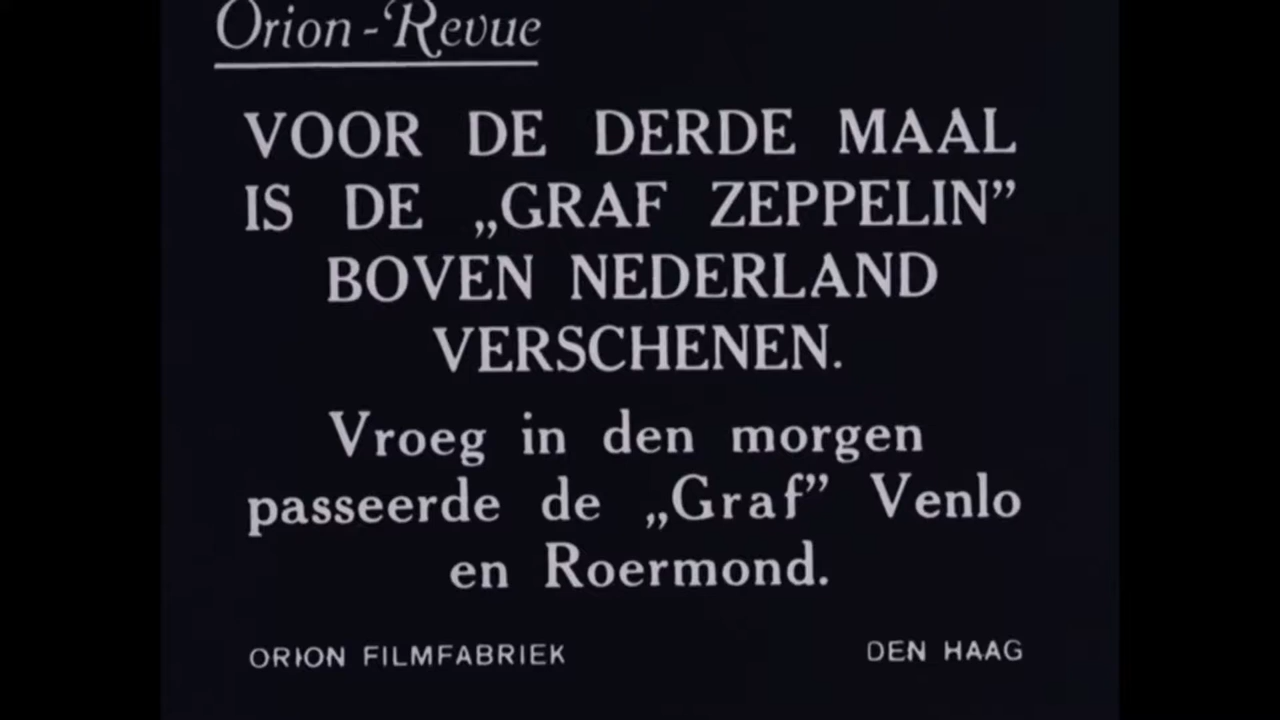 Orion-Revue
VOOR DE DERDE MAAL
IS DE „GRAF ZEPPELIN”
BOVEN NEDERLAND
VERSCHENEN.
Vroeg in den morgen
passeerde de „Graf” Venlo
en Roermond.
ORION FILMFABRIEK DEN HAAG